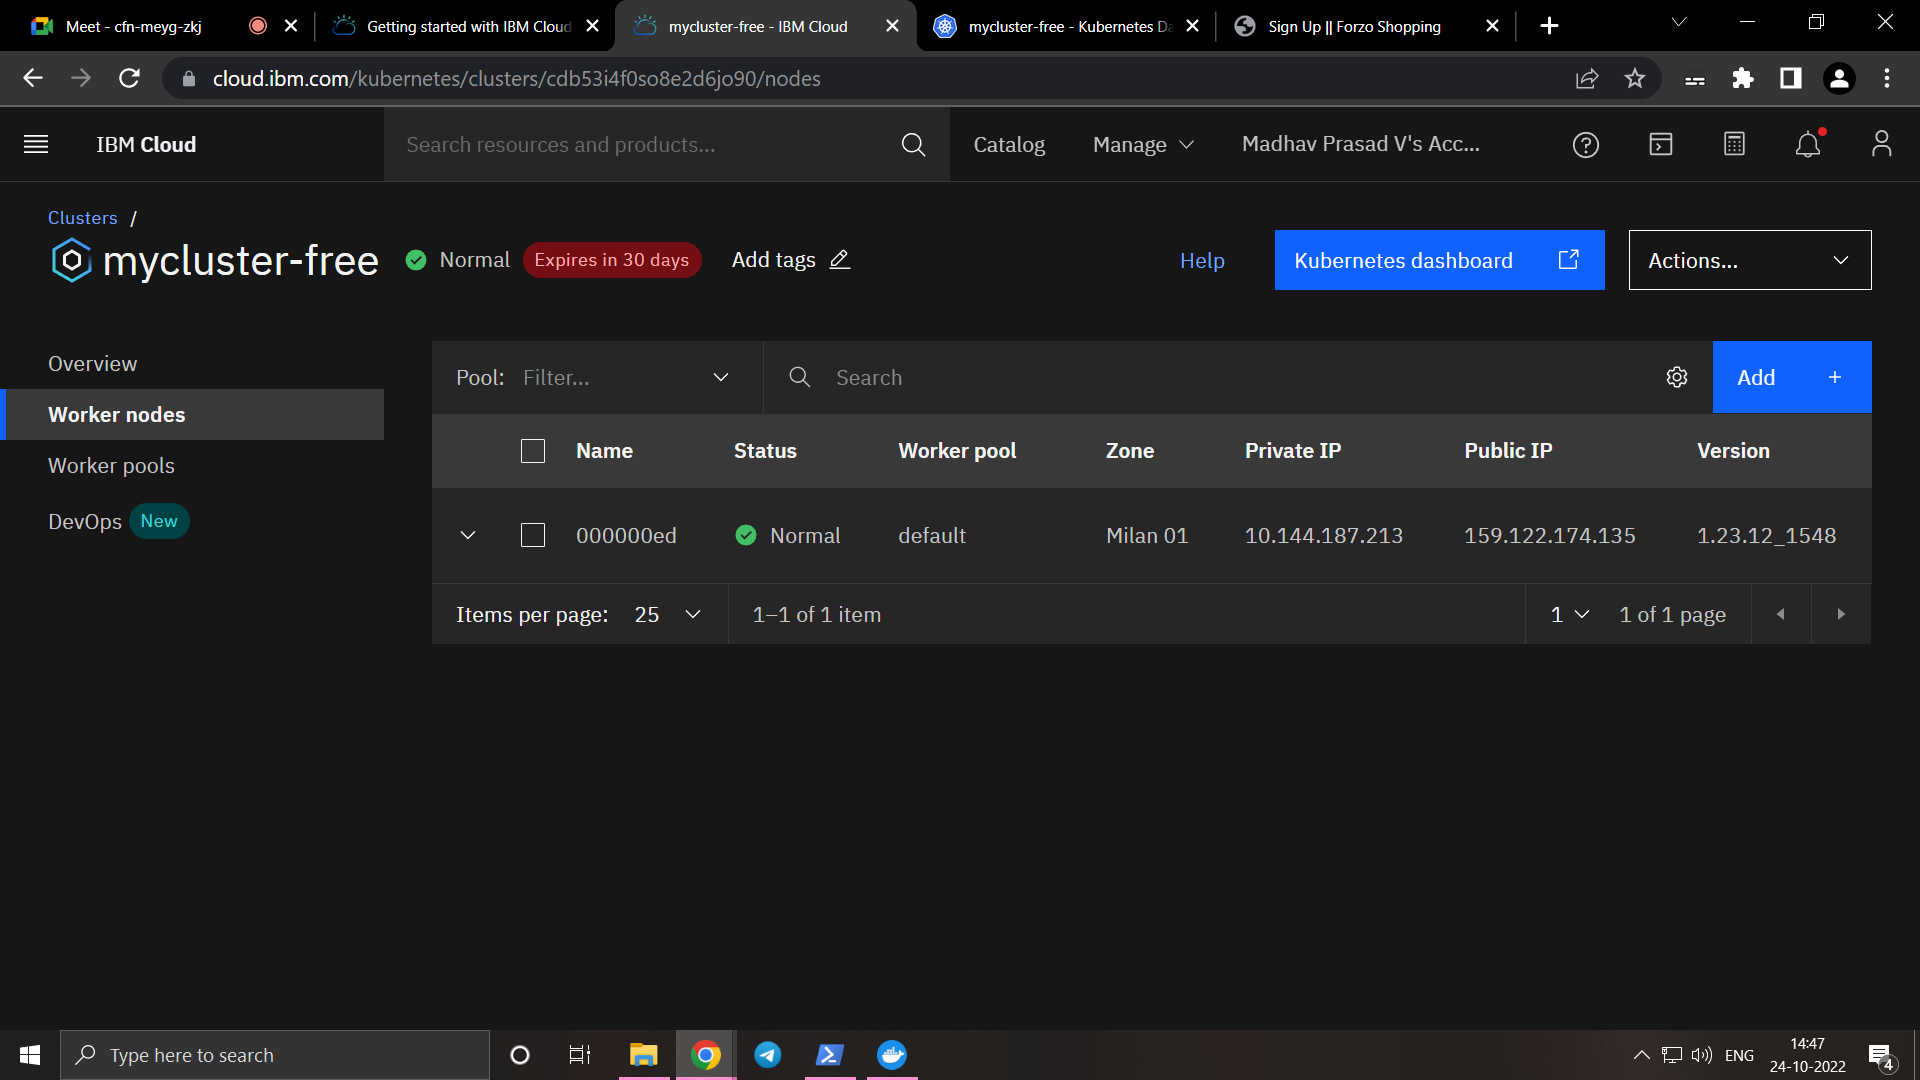 Meet - cfn-meyg-zkj
Getting started with IBM Cloud
mycluster-free - IBM Cloud
mycluster-free - Kubernetes Da
Sign Up || Forzo Shopping
cloud.ibm.com/kubernetes/clusters/cdb53i4f0so8e2d6jo90/nodes
IBM Cloud
Search resources and products...
Catalog
Manage
Madhav Prasad V's Acc...
Clusters /
mycluster-free
Normal
Expires in 30 days
Add tags
Help
Kubernetes dashboard
Actions...
Overview
Worker nodes
Worker pools
DevOps New
Pool: Filter...
Search
Add +
Name Status Worker pool Zone Private IP Public IP Version
000000ed Normal default Milan 01 10.144.187.213 159.122.174.135 1.23.12_1548
Items per page: 25
1–1 of 1 item
1
1 of 1 page
Type here to search
ENG
14:47
24-10-2022
4